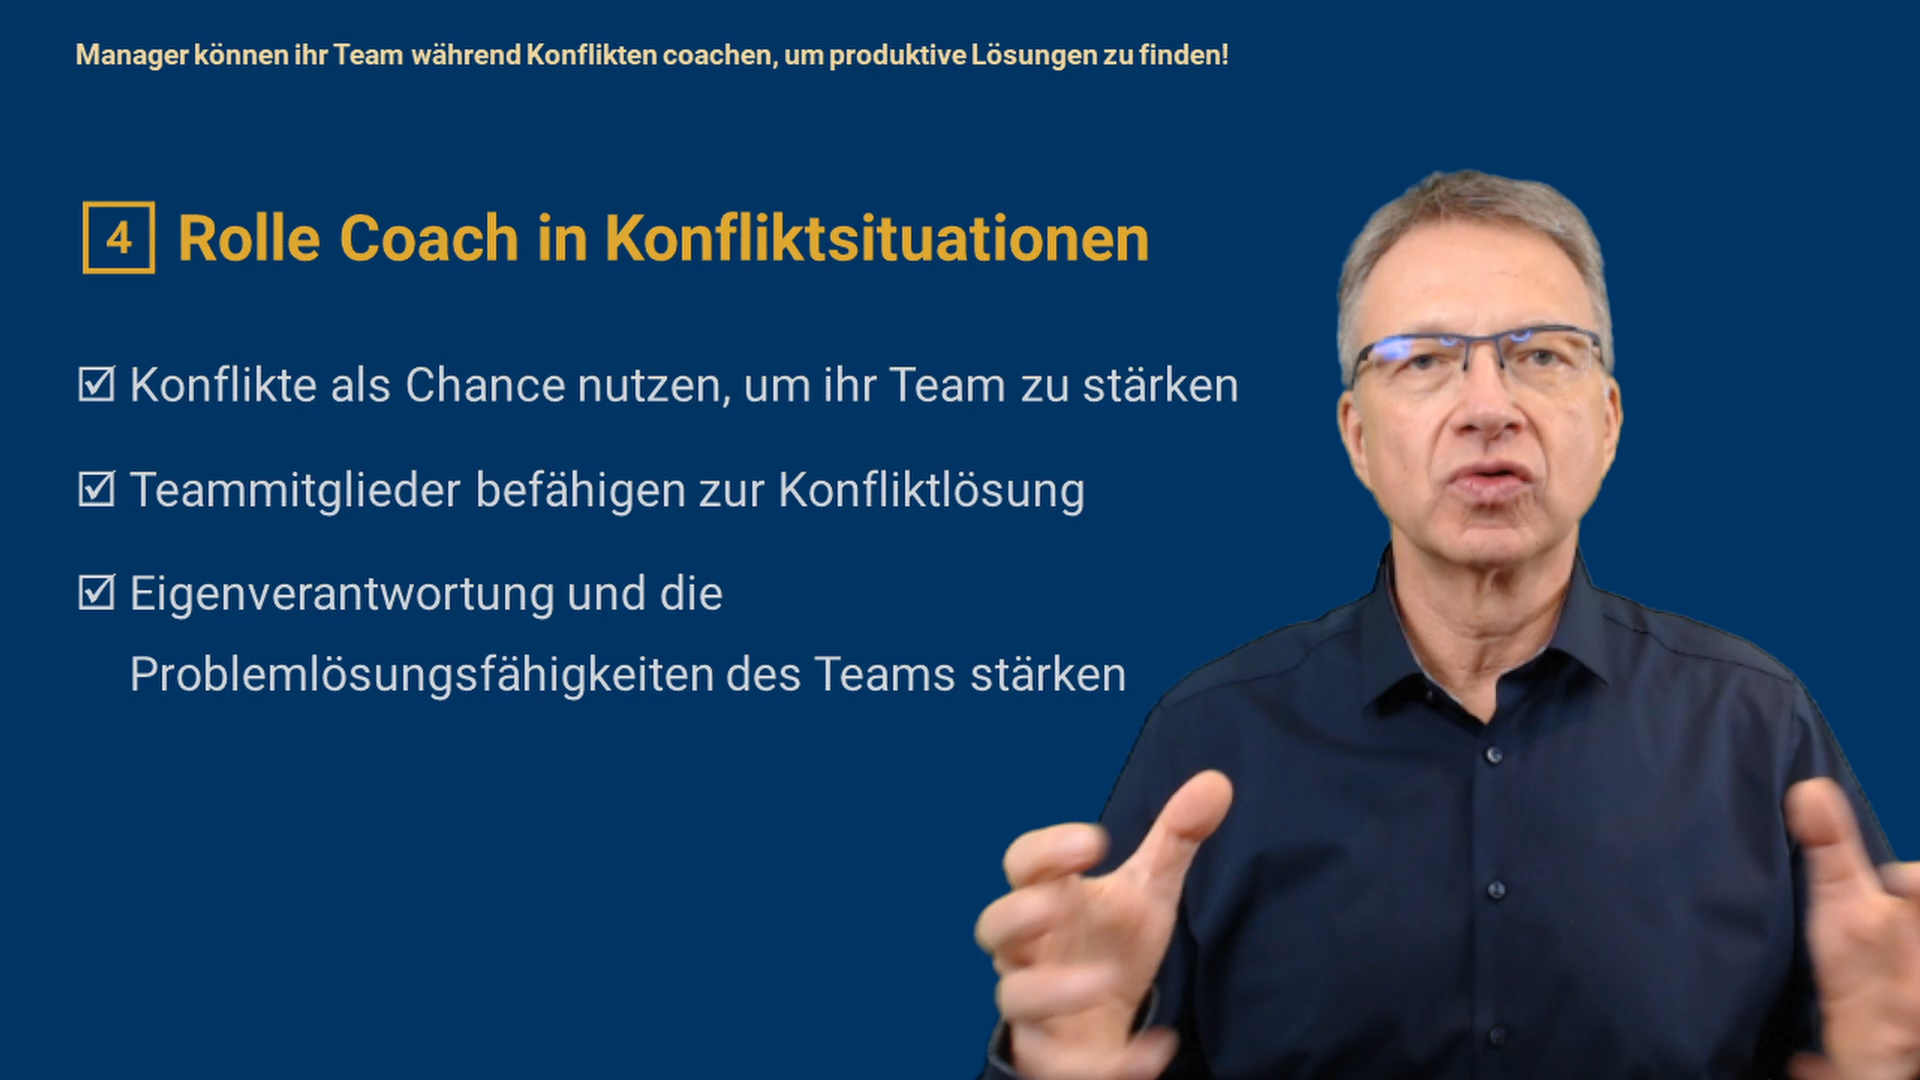 Manager können ihr Team während Konflikten coachen, um produktive Lösungen zu finden!
4 Rolle Coach in Konfliktsituationen
☑ Konflikte als Chance nutzen, um ihr Team zu stärken
☑ Teammitglieder befähigen zur Konfliktlösung
☑ Eigenverantwortung und die
Problemlösungsfähigkeiten des Teams stärken